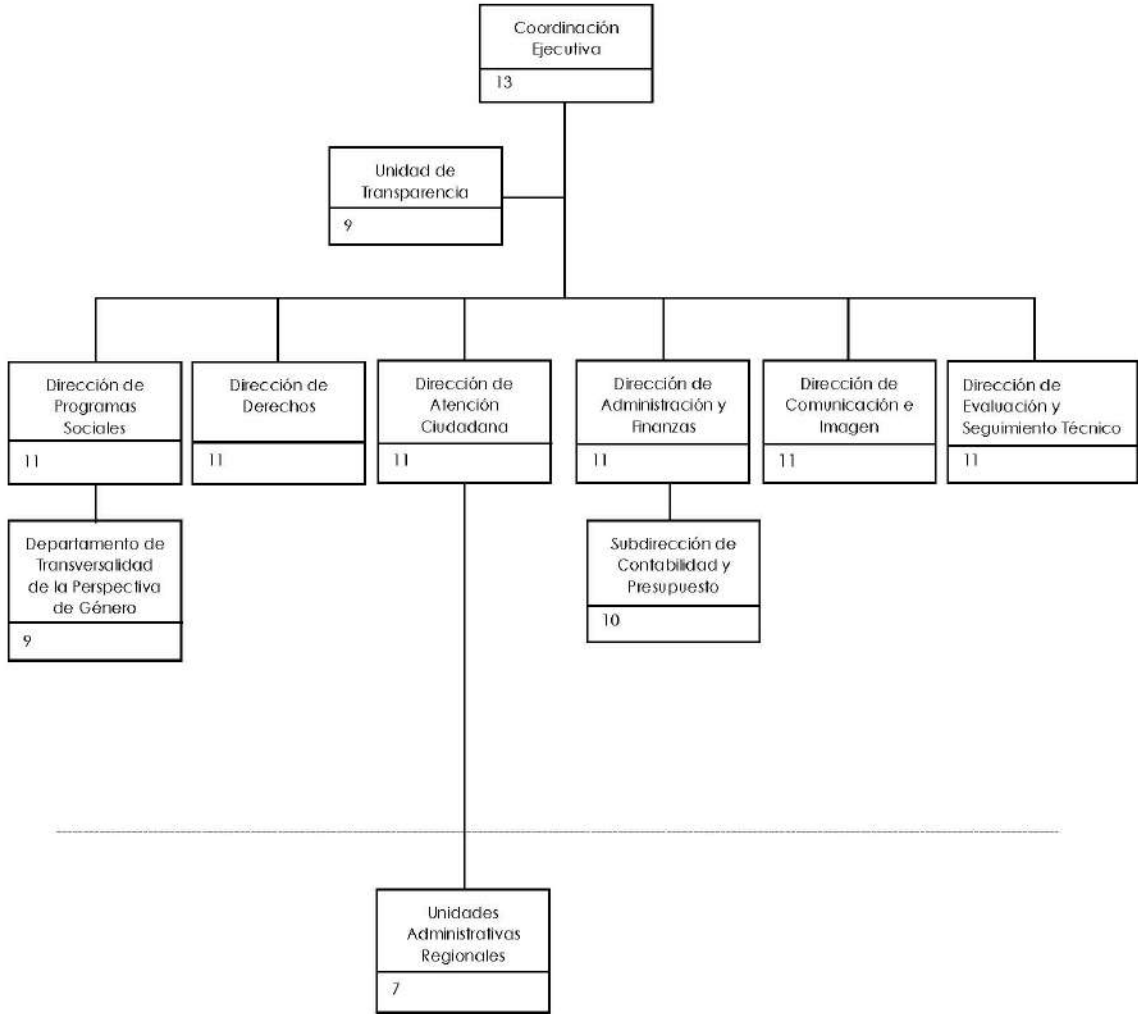 Coordinación
Ejecutiva
13
Unidad de
Transparencia
9
Dirección de
Programas
Sociales
11
Dirección de
Derechos
11
Dirección de
Atención
Ciudadana
11
Dirección de
Administración y
Finanzas
11
Dirección de
Comunicación e
Imagen
11
Dirección de
Evaluación y
Seguimiento Técnico
11
Departamento de
Transversalidad
de la Perspectiva
de Género
9
Subdirección de
Contabilidad y
Presupuesto
10
Unidades
Administrativas
Regionales
7